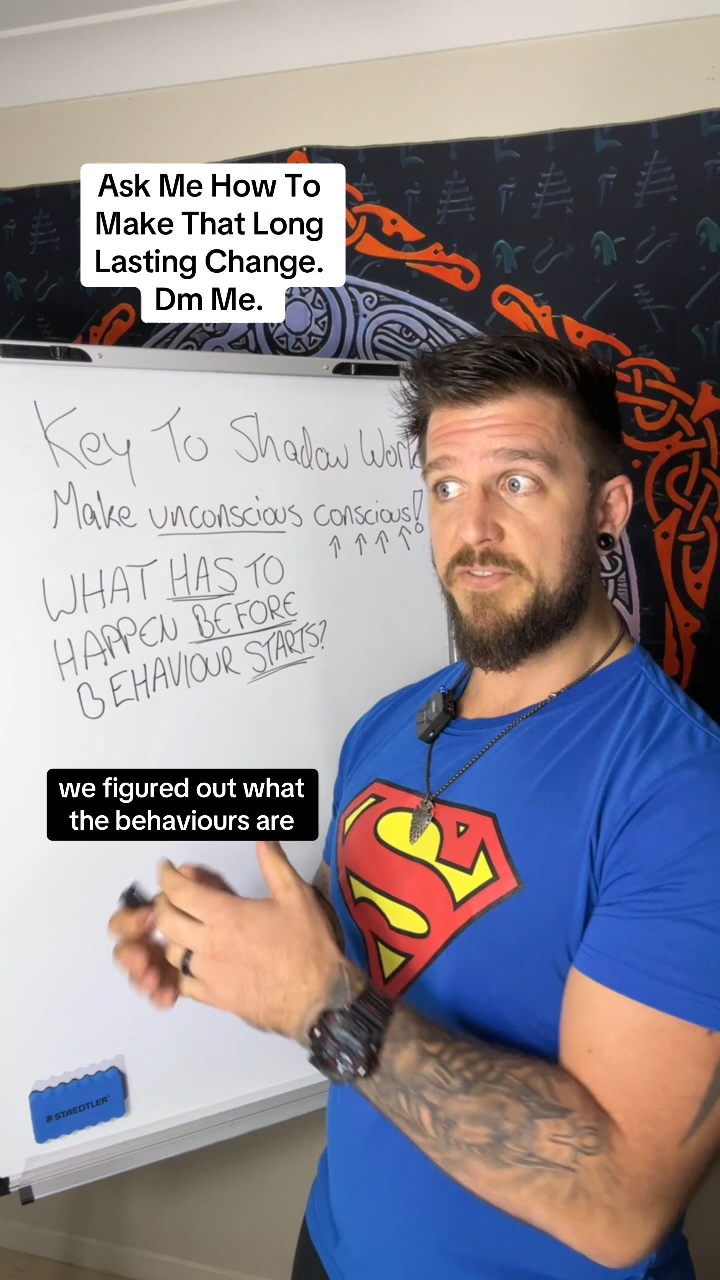 Ask Me How To
Make That Long
Lasting Change.
Dm Me.
Key To Shadow Work
Make unconscious conscious!
WHAT HAS TO
HAPPEN BEFORE
BEHAVIOUR STARTS?
we figured out what
the behaviours are
S
STAEDTLER